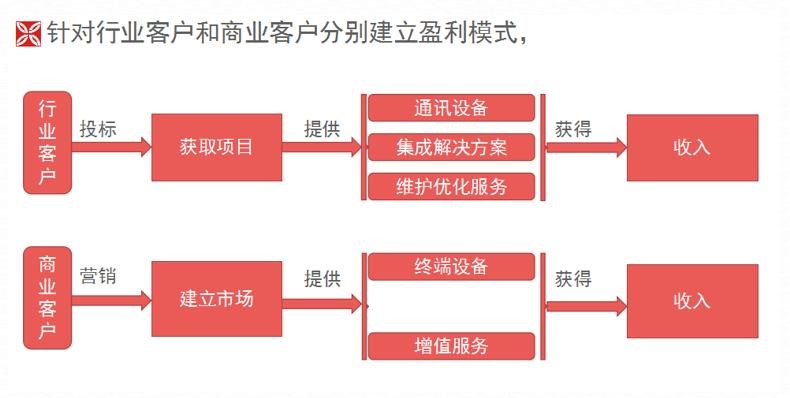 针对行业客户和商业客户分别建立盈利模式，
行业客户
投标
获取项目
提供
通讯设备
集成解决方案
维护优化服务
获得
收入
商业客户
营销
建立市场
提供
终端设备
增值服务
获得
收入